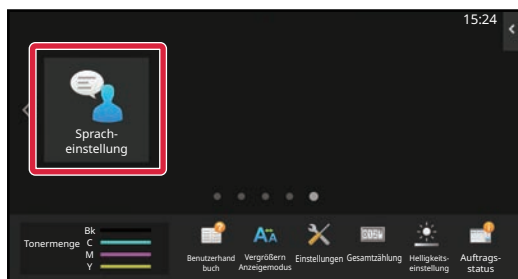 15:24
Sprach-
einstellung
Tonermenge
Bk
C
M
Y
Benutzerhand
buch
Vergrößern
Anzeigemodus
Einstellungen
Gesamtzählung
Helligkeits-
einstellung
Auftrags-
status